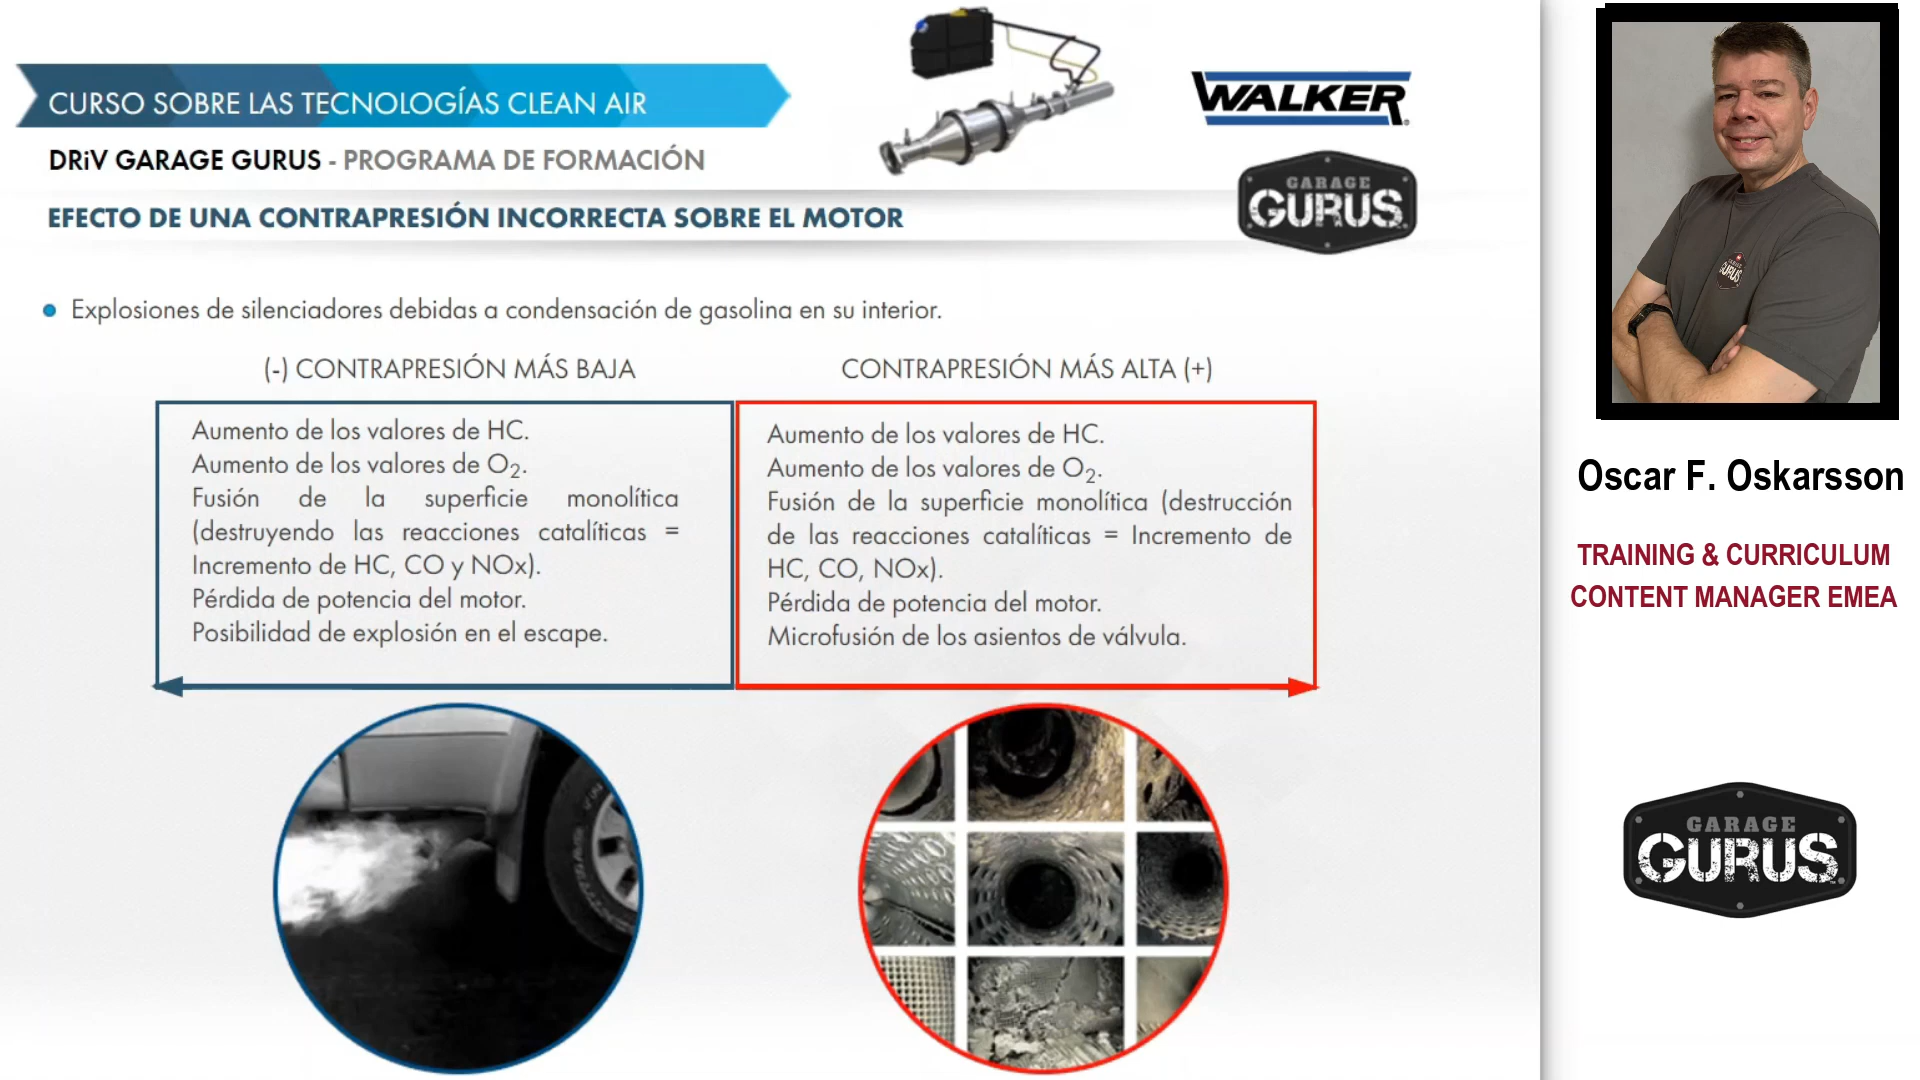 CURSO SOBRE LAS TECNOLOGÍAS CLEAN AIR
WALKER®
DRiV GARAGE GURUS - PROGRAMA DE FORMACIÓN
GARAGE
GURUS
EFECTO DE UNA CONTRAPRESIÓN INCORRECTA SOBRE EL MOTOR
Explosiones de silenciadores debidas a condensación de gasolina en su interior.
(-) CONTRAPRESIÓN MÁS BAJA
Aumento de los valores de HC.
Aumento de los valores de O₂.
Fusión de la superficie monolítica
(destruyendo las reacciones catalíticas =
Incremento de HC, CO y NOx).
Pérdida de potencia del motor.
Posibilidad de explosión en el escape.
CONTRAPRESIÓN MÁS ALTA (+)
Aumento de los valores de HC.
Aumento de los valores de O₂.
Fusión de la superficie monolítica (destrucción
de las reacciones catalíticas = Incremento de
HC, CO, NOx).
Pérdida de potencia del motor.
Microfusión de los asientos de válvula.
GARAGE
GURUS
Oscar F. Oskarsson
TRAINING & CURRICULUM
CONTENT MANAGER EMEA
GARAGE
GURUS